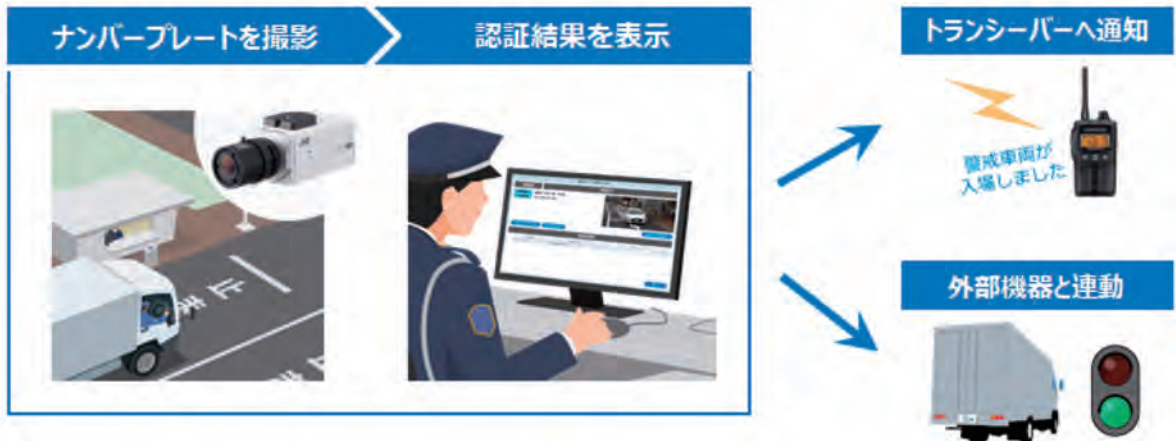 ナンバープレートを撮影
認証結果を表示
トランシーバーへ通知
警戒車両が
入場しました
外部機器と連動